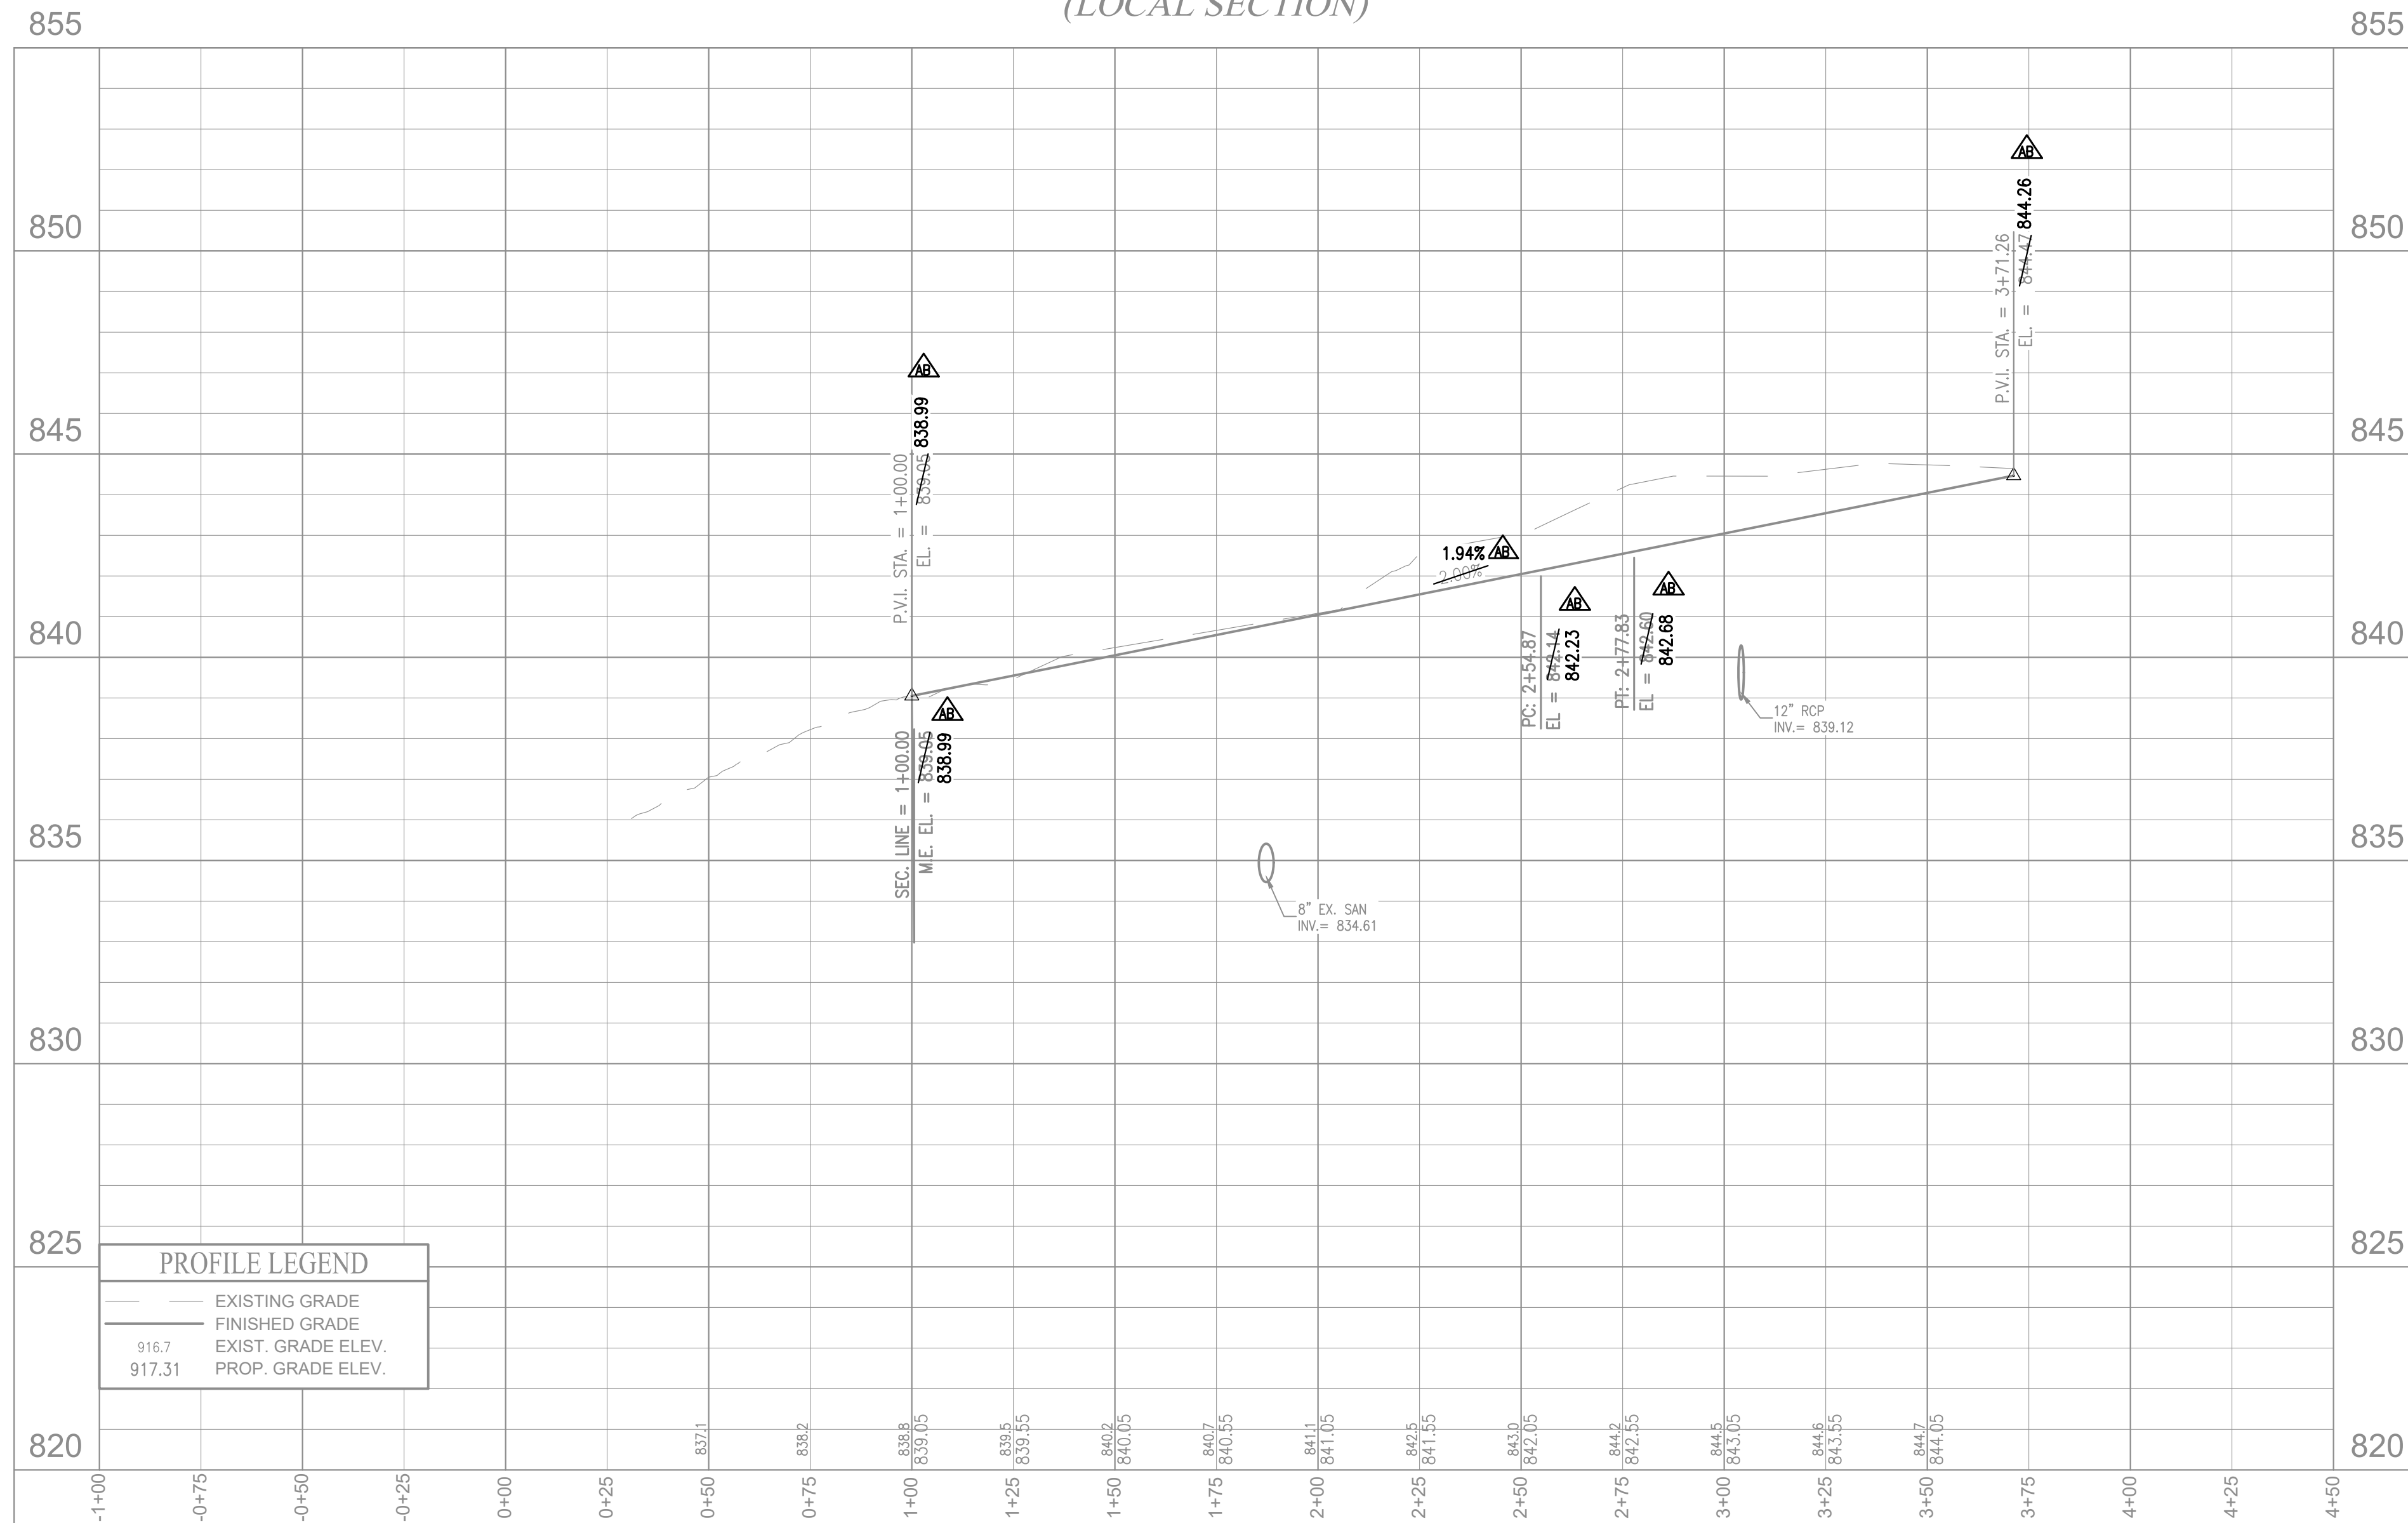 (LOCAL SECTION)
855
855
850
850
845
845
840
840
835
835
830
830
825
825
820
820
AB
844.26
P.V.I. STA. = 3+71.26
EL. = 844.47
AB
838.99
P.V.I. STA. = 1+00.00
EL. = 839.05
1.94% AB
2.00%
AB
PC: 2+54.87
EL = 842.14
842.23
AB
PT: 2+77.83
EL = 842.60
842.68
AB
SEC. LINE = 1+00.00
M.E. EL. = 839.05
838.99
12" RCP
INV.= 839.12
8" EX. SAN
INV.= 834.61
PROFILE LEGEND
EXISTING GRADE
FINISHED GRADE
916.7 EXIST. GRADE ELEV.
917.31 PROP. GRADE ELEV.
837.1
838.2
838.8
839.05
839.5
839.55
840.2
840.05
840.7
840.55
841.1
841.05
842.5
841.55
843.0
842.05
844.2
842.55
844.5
843.05
844.6
843.55
844.7
844.05
-1+00
-0+75
-0+50
-0+25
0+00
0+25
0+50
0+75
1+00
1+25
1+50
1+75
2+00
2+25
2+50
2+75
3+00
3+25
3+50
3+75
4+00
4+25
4+50